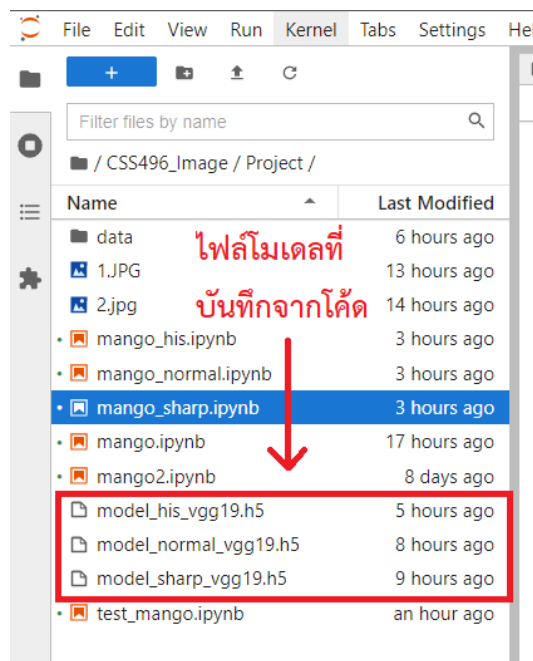 File Edit View Run Kernel Tabs Settings Hel
Filter files by name
/ CSS496_Image / Project /
Name Last Modified
data 6 hours ago
1.JPG 13 hours ago
2.jpg 14 hours ago
mango_his.ipynb 3 hours ago
mango_normal.ipynb 3 hours ago
mango_sharp.ipynb 3 hours ago
mango.ipynb 17 hours ago
mango2.ipynb 8 days ago
model_his_vgg19.h5 5 hours ago
model_normal_vgg19.h5 8 hours ago
model_sharp_vgg19.h5 9 hours ago
test_mango.ipynb an hour ago
ไฟล์โมเดลที่
บันทึกจากโค้ด